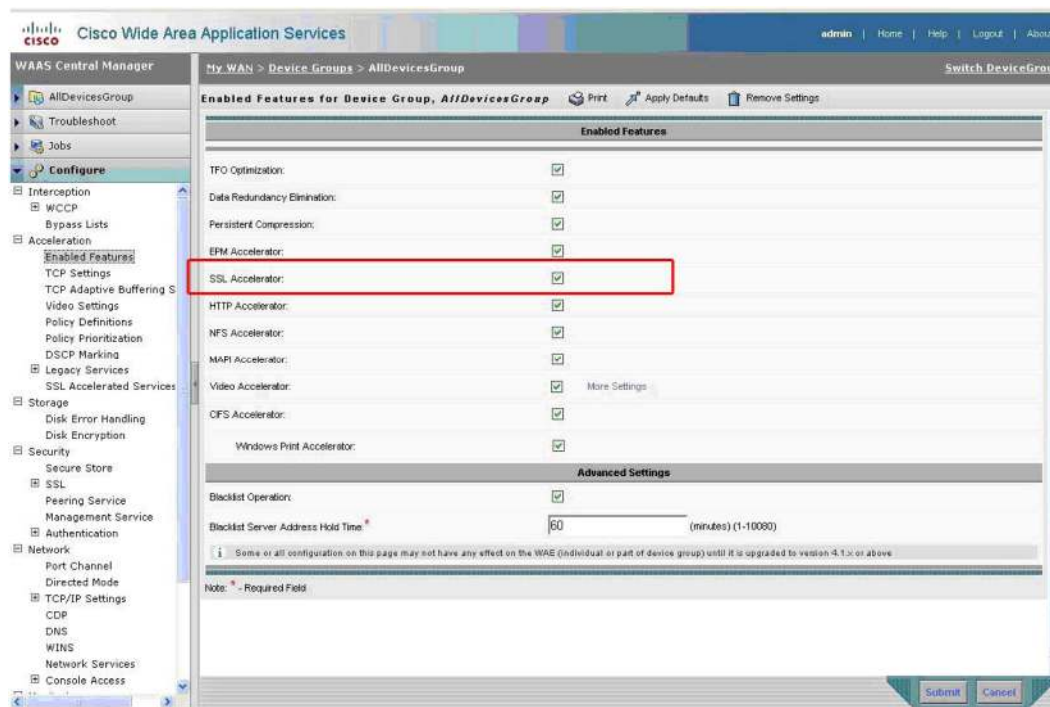 CISCO
Cisco Wide Area Application Services
admin | Home | Help | Logout | Abou
WAAS Central Manager
My WAN > Device Groups > AllDevicesGroup
Switch DeviceGrou
AllDevicesGroup
Troubleshoot
Jobs
Configure
Interception
WCCP
Bypass Lists
Acceleration
Enabled Features
TCP Settings
TCP Adaptive Buffering S
Video Settings
Policy Definitions
Policy Prioritization
DSCP Marking
Legacy Services
SSL Accelerated Services
Storage
Disk Error Handling
Disk Encryption
Security
Secure Store
SSL
Peering Service
Management Service
Authentication
Network
Port Channel
Directed Mode
TCP/IP Settings
CDP
DNS
WINS
Network Services
Console Access
Enabled Features for Device Group, AllDevicesGroup
Print
Apply Defaults
Remove Settings
Enabled Features
TFO Optimization:
Data Redundancy Elimination:
Persistent Compression:
EPM Accelerator:
SSL Accelerator:
HTTP Accelerator:
NFS Accelerator:
MAPI Accelerator:
Video Accelerator: More Settings
CIFS Accelerator:
Windows Print Accelerator:
Advanced Settings
Blacklist Operation:
Blacklist Server Address Hold Time:* 60 (minutes) (1-10080)
i Some or all configuration on this page may not have any effect on the WAE (individual or part of device group) until it is upgraded to version 4.1.x or above
Note: * - Required Field
Submit Cancel